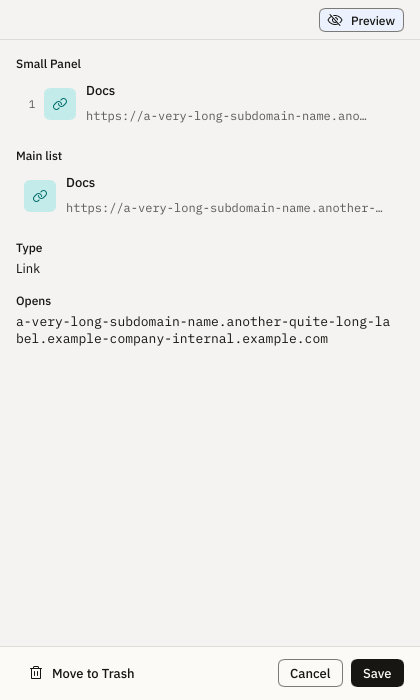 Preview
Small Panel
1
Docs
https://a-very-long-subdomain-name.ano…
Main list
Docs
https://a-very-long-subdomain-name.another-…
Type
Link
Opens
a-very-long-subdomain-name.another-quite-long-la
bel.example-company-internal.example.com
Move to Trash
Cancel
Save